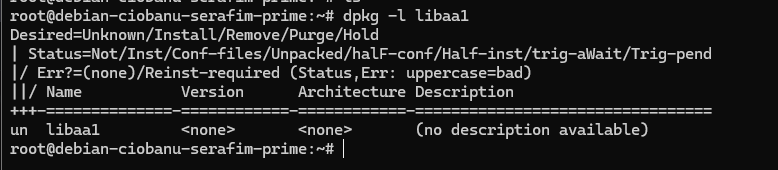 root@debian-ciobanu-serafim-prime:~# dpkg -l libaa1
Desired=Unknown/Install/Remove/Purge/Hold
| Status=Not/Inst/Conf-files/Unpacked/halF-conf/Half-inst/trig-aWait/Trig-pend
|/ Err?=(none)/Reinst-required (Status,Err: uppercase=bad)
||/ Name           Version      Architecture Description
+++-==============-============-============-=================================
un  libaa1         <none>       <none>       (no description available)
root@debian-ciobanu-serafim-prime:~#